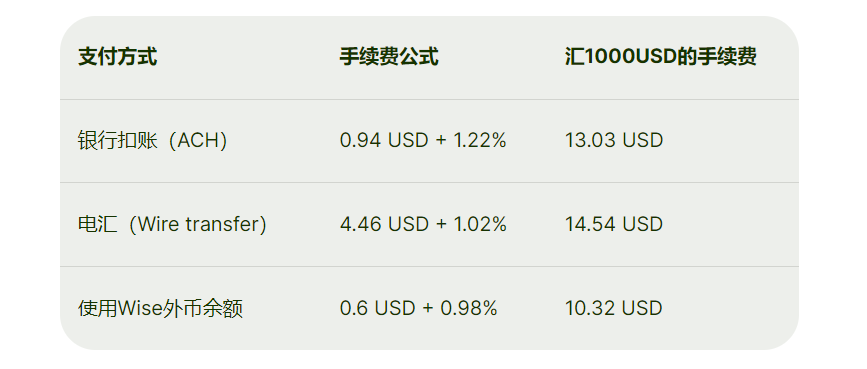 支付方式 手续费公式 汇1000USD的手续费
银行扣账（ACH） 0.94 USD + 1.22% 13.03 USD
电汇（Wire transfer） 4.46 USD + 1.02% 14.54 USD
使用Wise外币余额 0.6 USD + 0.98% 10.32 USD